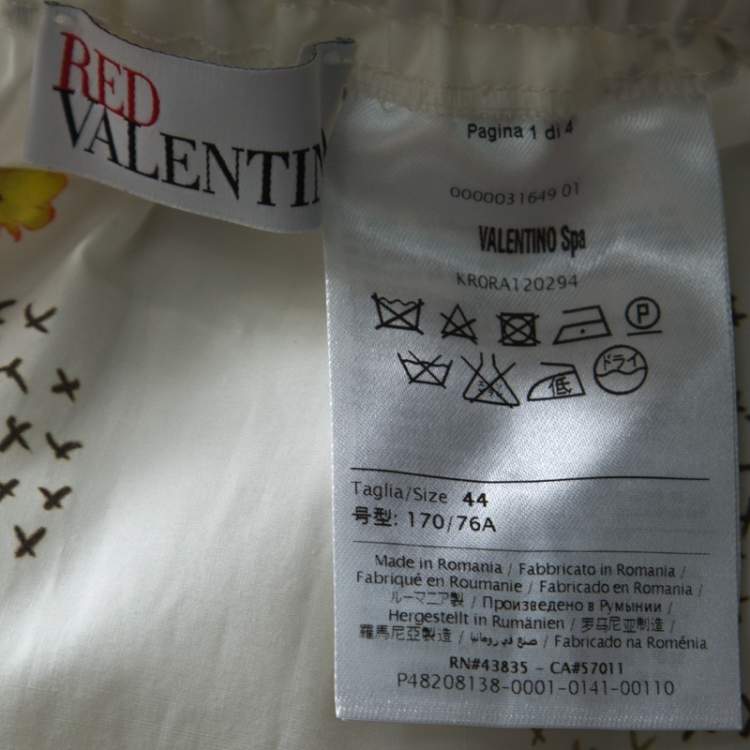 RED
VALENTIN
Pagina 1 di 4
0000031649 01
VALENTINO Spa
KRORA120294
P
ドライ
低
Taglia/Size 44
号型: 170/76A
Made in Romania / Fabbricato in Romania /
Fabriqué en Roumanie / Fabricado en Romania /
ルーマニア製 / Произведено в Румынии /
Hergestellt in Rumänien / 罗马尼亚制造 /
羅馬尼亞製造 / صنع في رومانيا / Fabricado na Roménia
RN#43835 - CA#57011
P48208138-0001-0141-00110